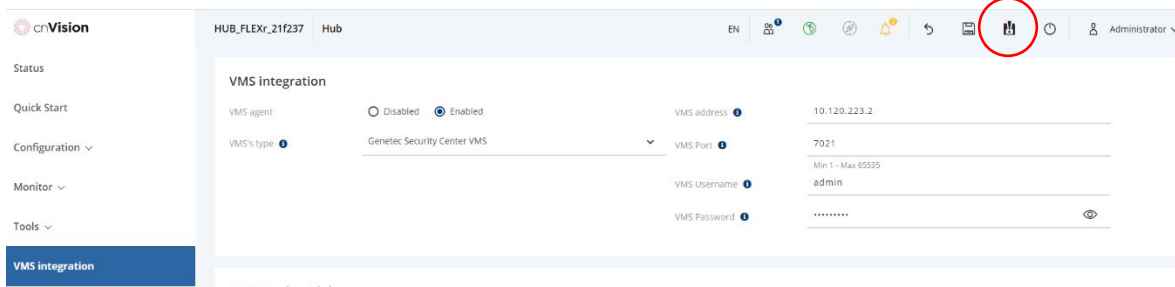 cnVision
HUB_FLEXr_21f237 Hub
EN
Administrator
Status
Quick Start
Configuration
Monitor
Tools
VMS integration
VMS integration
VMS agent Disabled Enabled
VMS's type Genetec Security Center VMS
VMS address 10.120.223.2
VMS Port 7021
Min 1 - Max 65535
VMS Username admin
VMS Password •••••••••